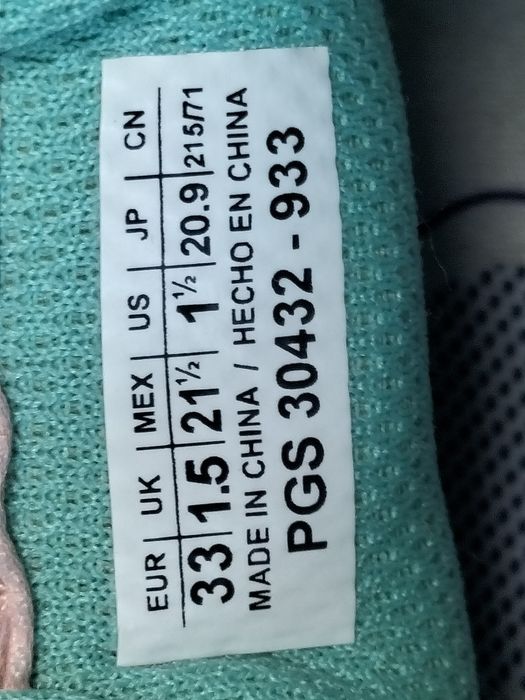 EUR | UK | MEX | US | JP | CN
33 | 1.5 | 21½ | 1½ | 20.9 | 215/71
MADE IN CHINA / HECHO EN CHINA
PGS 30432 - 933